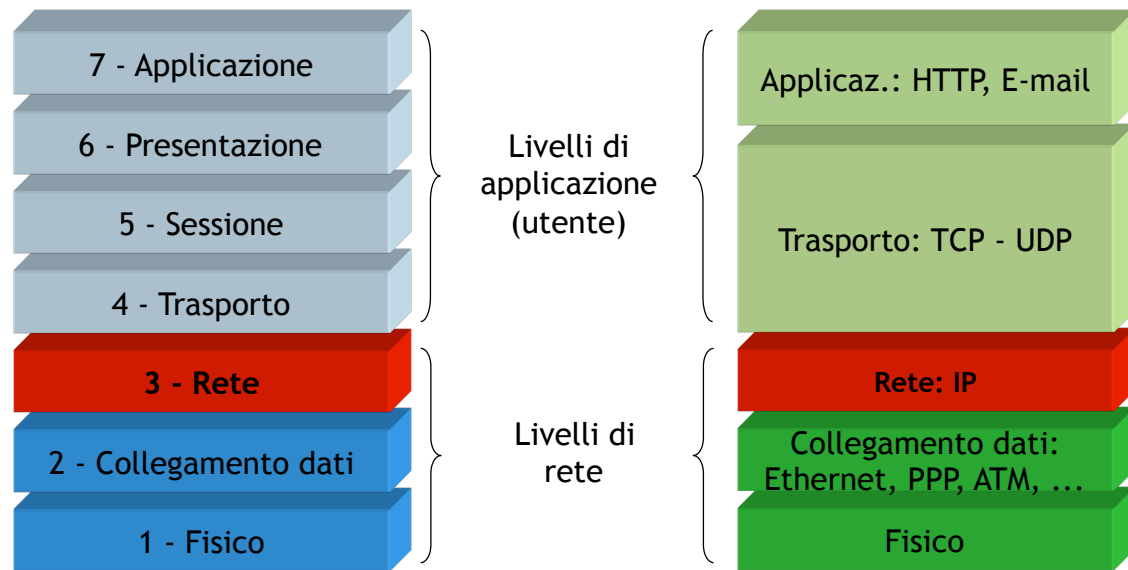 7 - Applicazione
6 - Presentazione
5 - Sessione
4 - Trasporto
3 - Rete
2 - Collegamento dati
1 - Fisico
Livelli di
applicazione
(utente)
Livelli di
rete
Applicaz.: HTTP, E-mail
Trasporto: TCP - UDP
Rete: IP
Collegamento dati:
Ethernet, PPP, ATM, ...
Fisico